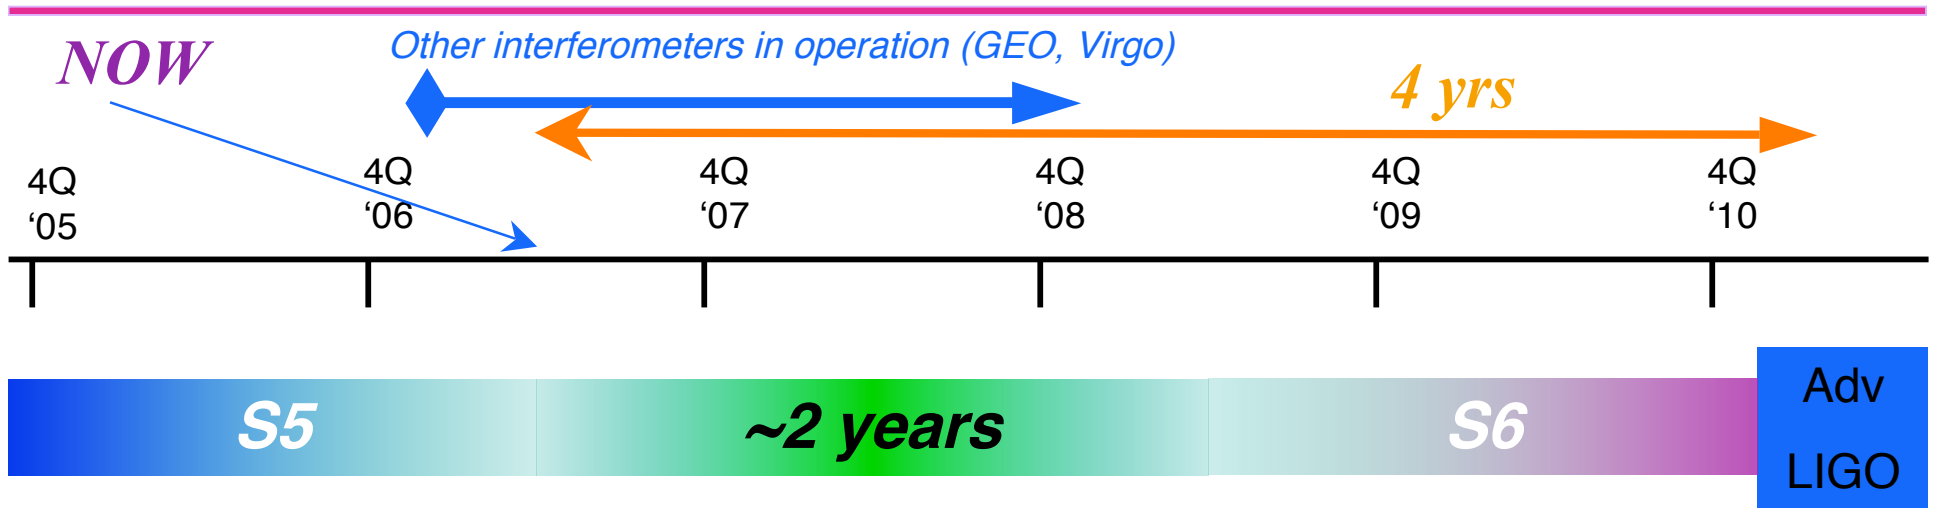 NOW
Other interferometers in operation (GEO, Virgo)
4 yrs
4Q
‘05
4Q
‘06
4Q
‘07
4Q
‘08
4Q
‘09
4Q
‘10
S5
~2 years
S6
Adv
LIGO